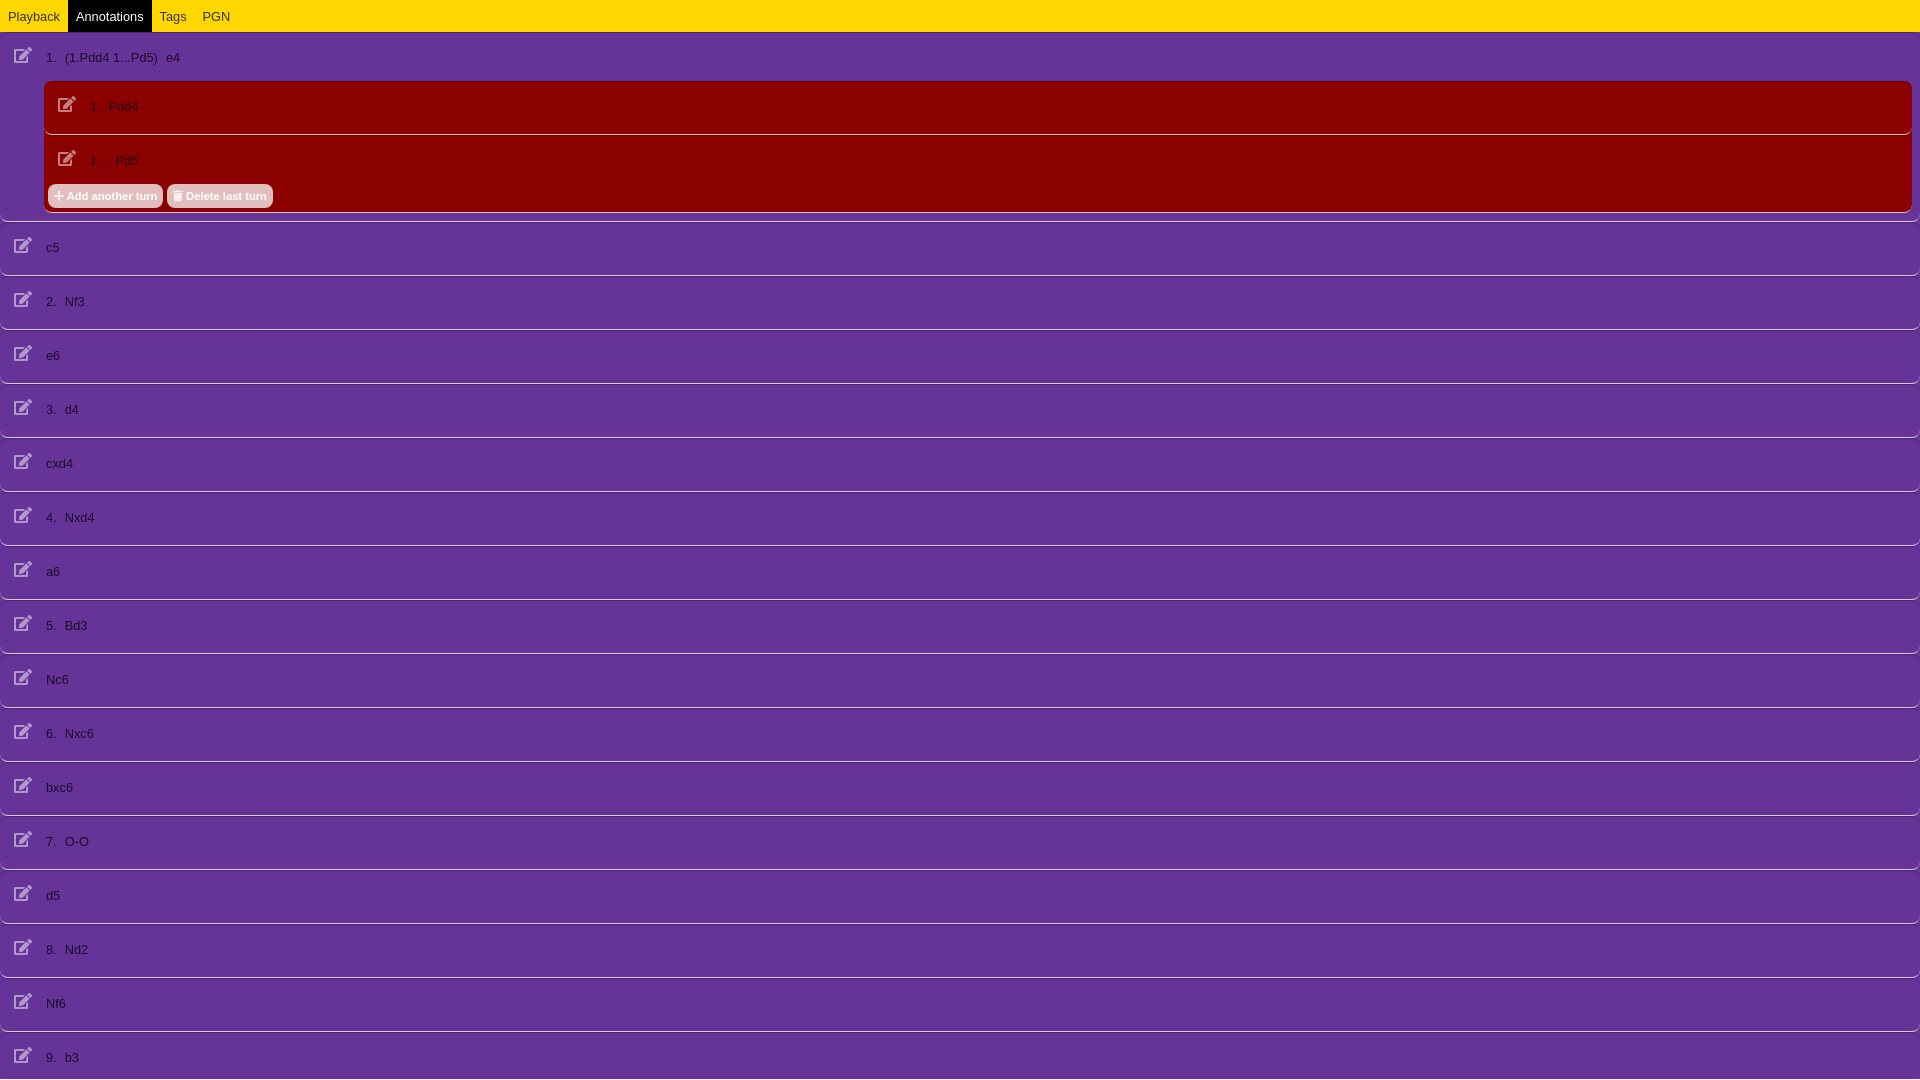 Playback Annotations Tags PGN
1. (1.Pdd4 1...Pd5) e4
1. Pdd4
1... Pd5
Add another turn Delete last turn
c5
2. Nf3
e6
3. d4
cxd4
4. Nxd4
a6
5. Bd3
Nc6
6. Nxc6
bxc6
7. O-O
d5
8. Nd2
Nf6
9. b3